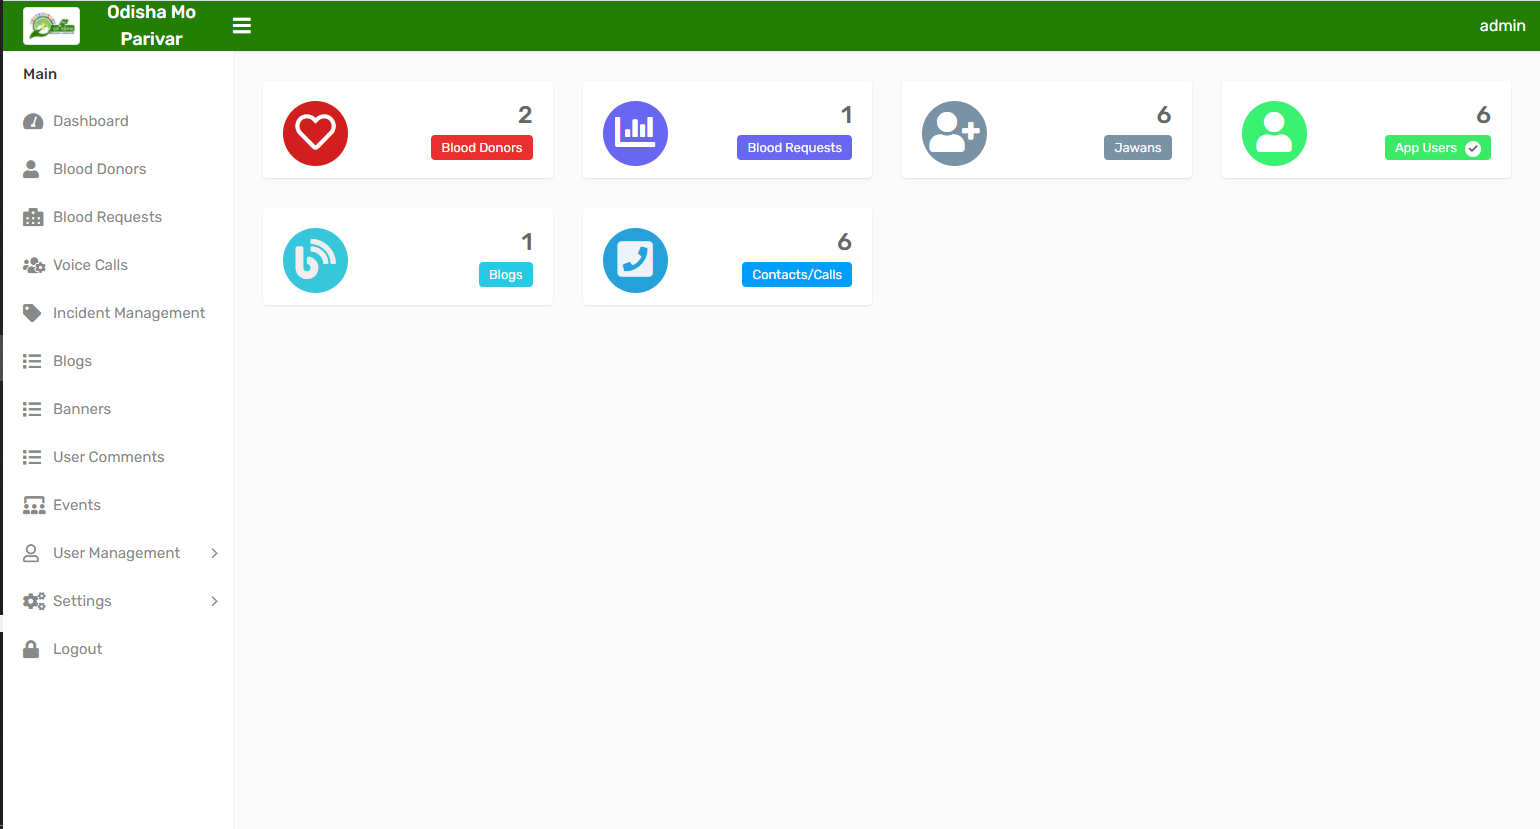 Odisha Mo
Parivar
admin
Main
Dashboard
Blood Donors
Blood Requests
Voice Calls
Incident Management
Blogs
Banners
User Comments
Events
User Management
Settings
Logout
2
Blood Donors
1
Blood Requests
6
Jawans
6
App Users
1
Blogs
6
Contacts/Calls